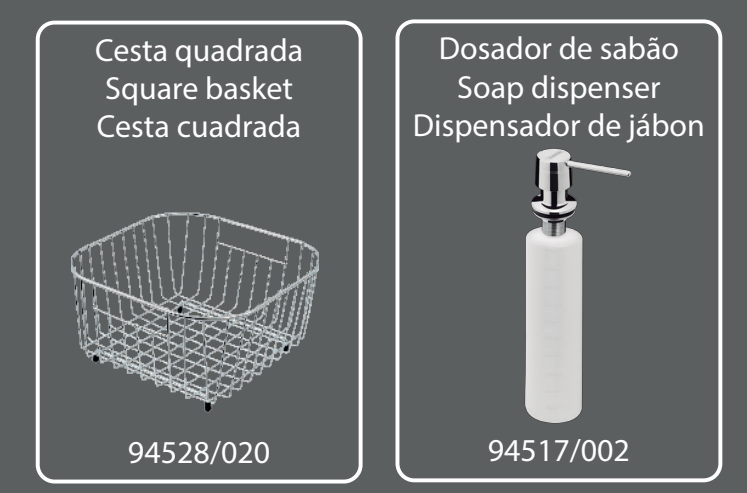 Cesta quadrada
Square basket
Cesta cuadrada
94528/020
Dosador de sabão
Soap dispenser
Dispensador de jábon
94517/002